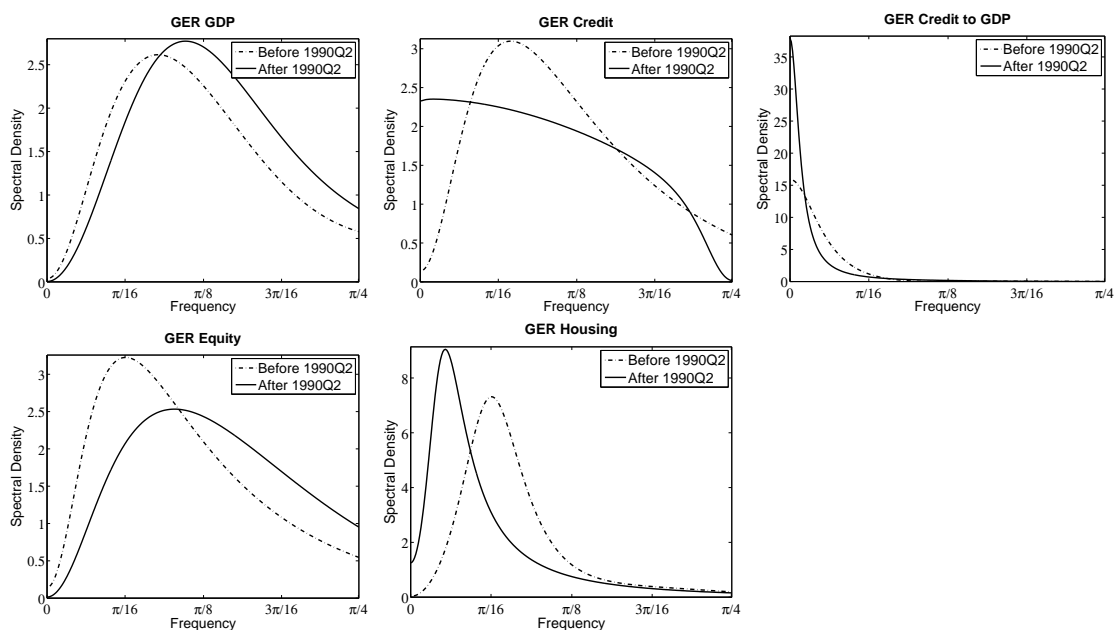 GER GDP
Before 1990Q2
After 1990Q2
Spectral Density
2.5
2
1.5
1
0.5
0
0
π/16
π/8
3π/16
π/4
Frequency
GER Credit
Before 1990Q2
After 1990Q2
Spectral Density
3
2.5
2
1.5
1
0.5
0
0
π/16
π/8
3π/16
π/4
Frequency
GER Credit to GDP
Before 1990Q2
After 1990Q2
Spectral Density
35
30
25
20
15
10
5
0
0
π/16
π/8
3π/16
π/4
Frequency
GER Equity
Before 1990Q2
After 1990Q2
Spectral Density
3
2.5
2
1.5
1
0.5
0
0
π/16
π/8
3π/16
π/4
Frequency
GER Housing
Before 1990Q2
After 1990Q2
Spectral Density
8
6
4
2
0
0
π/16
π/8
3π/16
π/4
Frequency